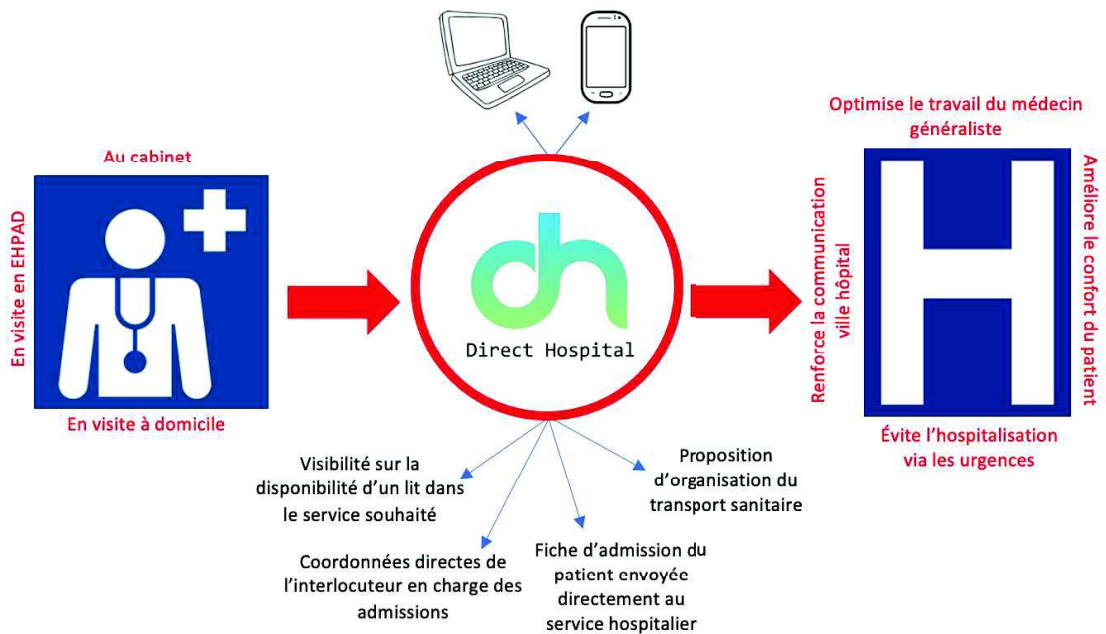 Au cabinet
En visite en EHPAD
En visite à domicile
dh
Direct Hospital
Visibilité sur la
disponibilité d'un lit dans
le service souhaité
Coordonnées directes de
l'interlocuteur en charge des
admissions
Fiche d'admission du
patient envoyée
directement au
service hospitalier
Proposition
d'organisation du
transport sanitaire
Optimise le travail du médecin
généraliste
Renforce la communication
ville hôpital
H
Améliore le confort du patient
Évite l'hospitalisation
via les urgences